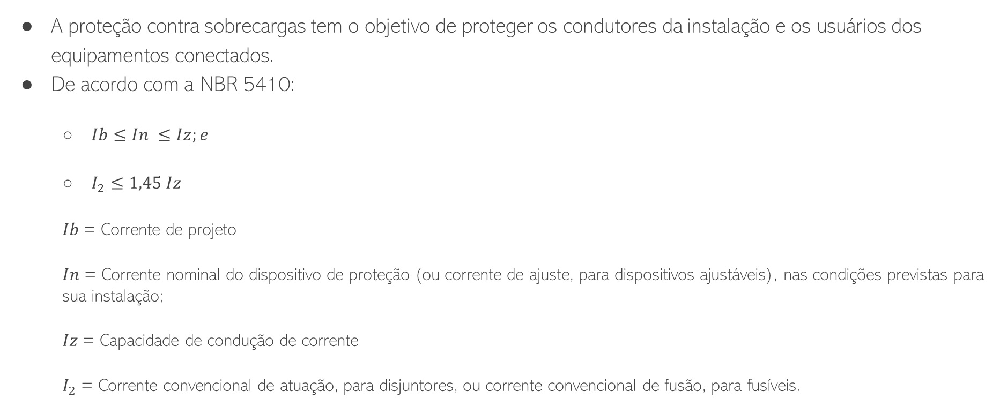 ● A proteção contra sobrecargas tem o objetivo de proteger os condutores da instalação e os usuários dos
equipamentos conectados.
● De acordo com a NBR 5410:
○ Ib ≤ In ≤ Iz; e
○ I₂ ≤ 1,45 Iz
Ib = Corrente de projeto
In = Corrente nominal do dispositivo de proteção (ou corrente de ajuste, para dispositivos ajustáveis), nas condições previstas para
sua instalação;
Iz = Capacidade de condução de corrente
I₂ = Corrente convencional de atuação, para disjuntores, ou corrente convencional de fusão, para fusíveis.